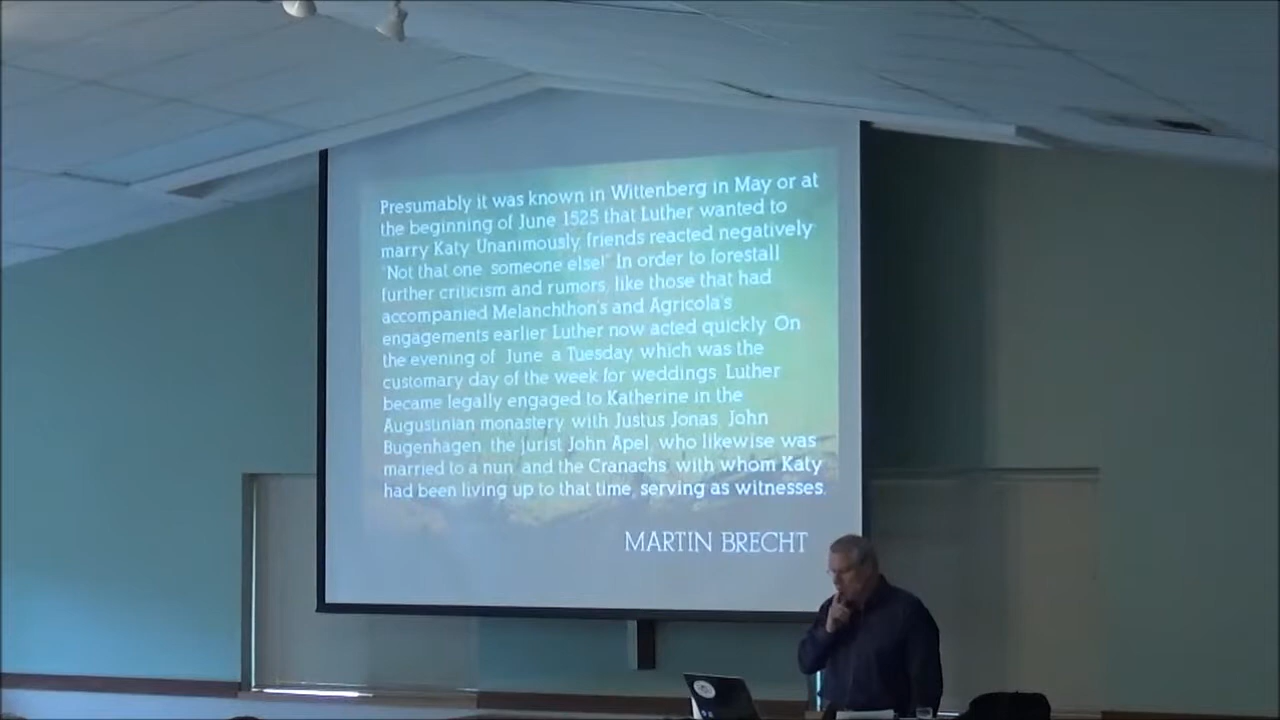 Presumably it was known in Wittenberg in May or at
the beginning of June 1525 that Luther wanted to
marry Katy. Unanimously, friends reacted negatively
"Not that one, someone else!" In order to forestall
further criticism and rumors, like those that had
accompanied Melanchthon's and Agricola's
engagements earlier, Luther now acted quickly. On
the evening of June a Tuesday, which was the
customary day of the week for weddings, Luther
became legally engaged to Katherine in the
Augustinian monastery, with Justus Jonas, John
Bugenhagen, the jurist John Apel, who likewise was
married to a nun, and the Cranachs, with whom Katy
had been living up to that time, serving as witnesses.
MARTIN BRECHT